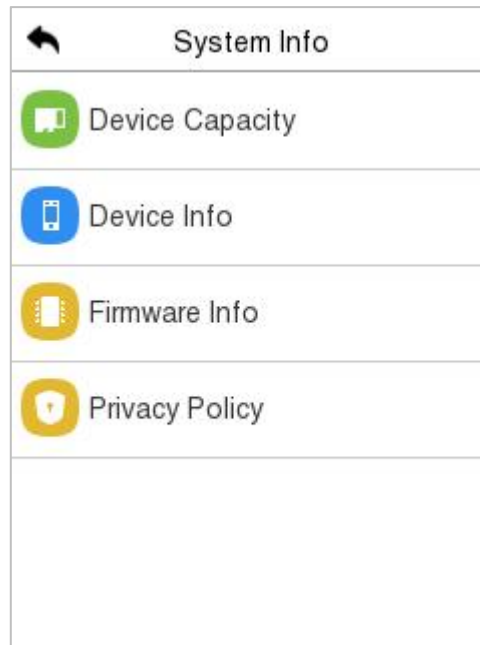 System Info
Device Capacity
Device Info
Firmware Info
Privacy Policy